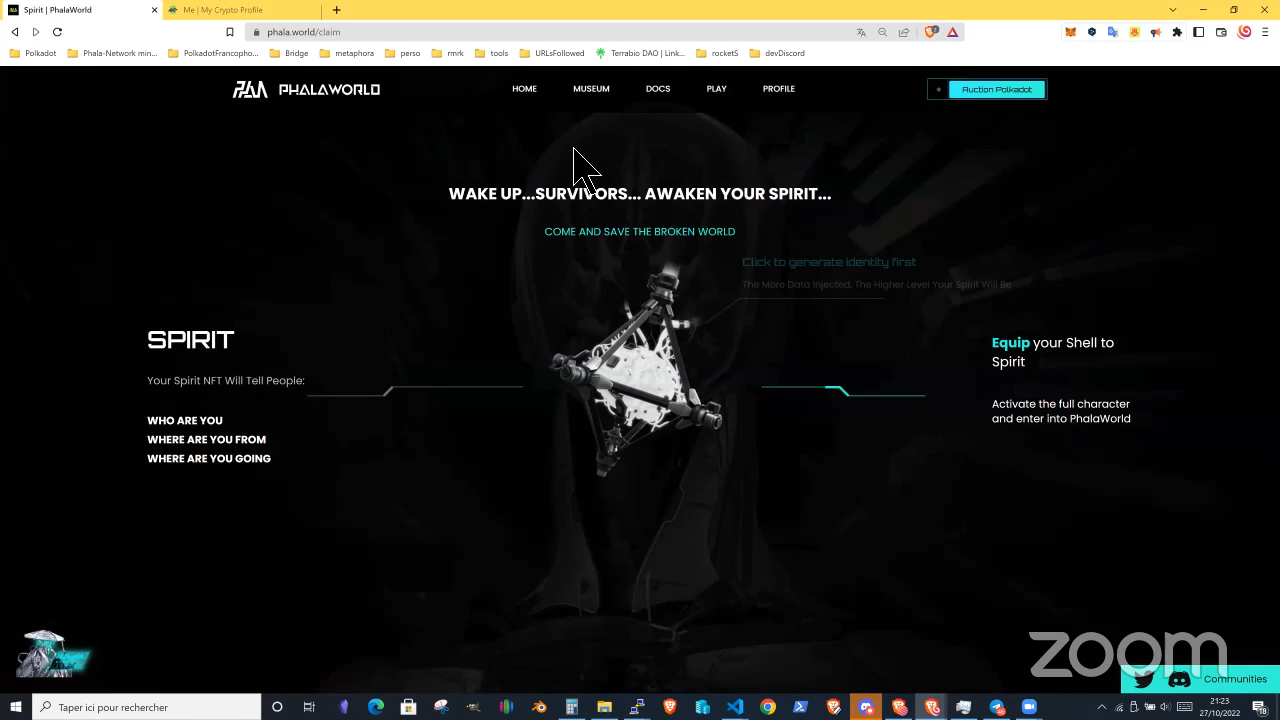 Spirit | PhalaWorld
Me | My Crypto Profile
phala.world/claim
Polkadot
Phala-Network min...
PolkadotFrancopho...
Bridge
metaphora
perso
rmrk
tools
URLsFollowed
Terrabio DAO | Link...
rocketS
devDiscord
PHALAWORLD
HOME
MUSEUM
DOCS
PLAY
PROFILE
Auction Polkadot
WAKE UP...SURVIVORS... AWAKEN YOUR SPIRIT...
COME AND SAVE THE BROKEN WORLD
Click to generate identity first
The More Data Injected, The Higher Level Your Spirit Will Be
SPIRIT
Your Spirit NFT Will Tell People:
WHO ARE YOU
WHERE ARE YOU FROM
WHERE ARE YOU GOING
Equip your Shell to
Spirit
Activate the full character
and enter into PhalaWorld
zoom
Communities
Taper ici pour rechercher
21:23
27/10/2022